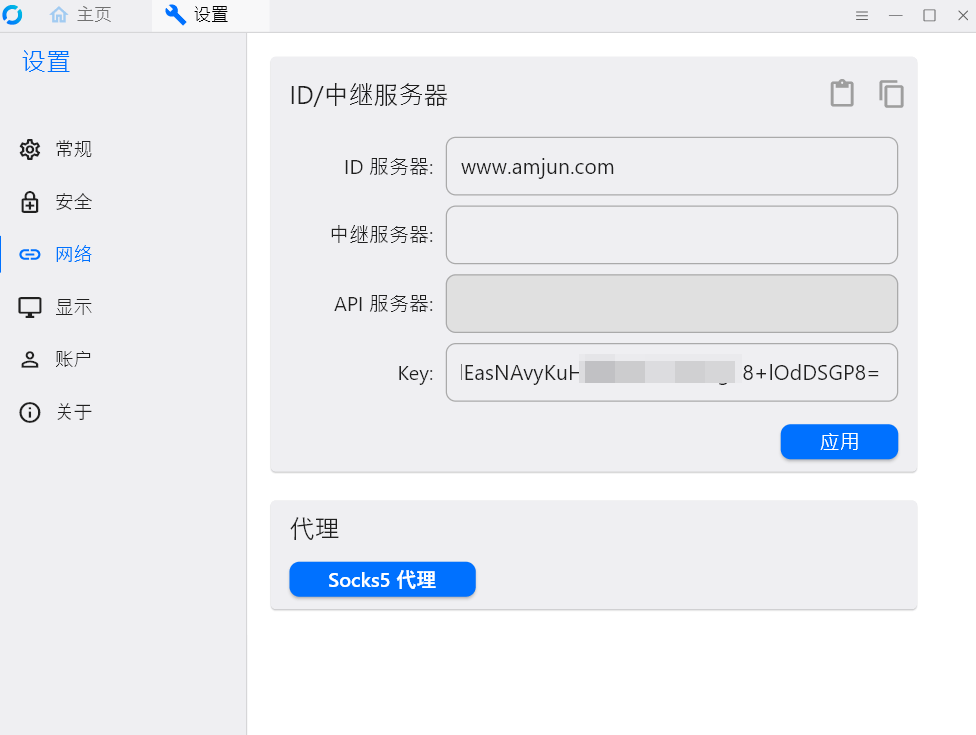 主页
设置
设置
常规
安全
网络
显示
账户
关于
ID/中继服务器
ID 服务器: www.amjun.com
中继服务器:
API 服务器:
Key: EasNAvyKuH 8+lOdDSGP8=
应用
代理
Socks5 代理